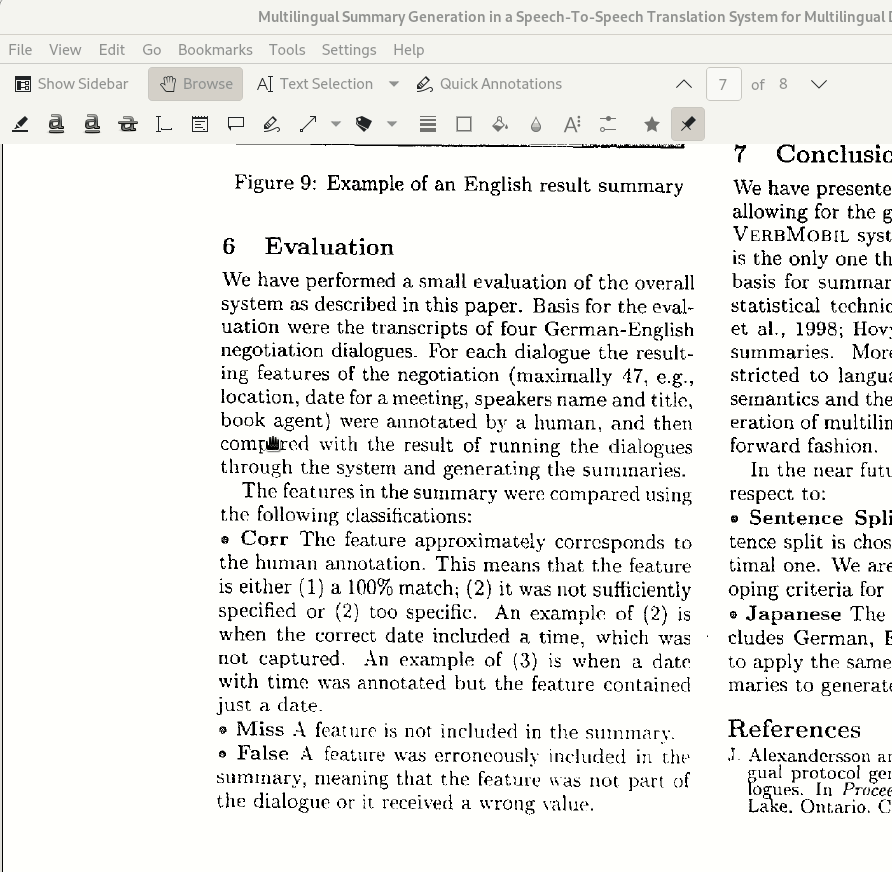 Multilingual Summary Generation in a Speech-To-Speech Translation System for Multilingual
File View Edit Go Bookmarks Tools Settings Help
Show Sidebar Browse Text Selection Quick Annotations 7 of 8
Figure 9: Example of an English result summary
6 Evaluation
We have performed a small evaluation of the overall
system as described in this paper. Basis for the eval-
uation were the transcripts of four German-English
negotiation dialogues. For each dialogue the result-
ing features of the negotiation (maximally 47, e.g.,
location, date for a meeting, speakers name and title,
book agent) were annotated by a human, and then
compared with the result of running the dialogues
through the system and generating the summaries.
The features in the summary were compared using
the following classifications:
• Corr The feature approximately corresponds to
the human annotation. This means that the feature
is either (1) a 100% match; (2) it was not sufficiently
specified or (2) too specific. An example of (2) is
when the correct date included a time, which was
not captured. An example of (3) is when a date
with time was annotated but the feature contained
just a date.
• Miss A feature is not included in the summary.
• False A feature was erroneously included in the
summary, meaning that the feature was not part of
the dialogue or it received a wrong value.
7 Conclusio
We have presente
allowing for the g
VERBMOBIL syst
is the only one th
basis for summar
statistical techni
et al., 1998; Hovy
summaries. More
stricted to langua
semantics and the
eration of multilin
forward fashion.
In the near futu
respect to:
• Sentence Spli
tence split is chos
timal one. We are
oping criteria for
• Japanese The
cludes German, E
to apply the same
maries to generate
References
J. Alexandersson an
gual protocol gen
logues. In Procee
Lake, Ontario, C